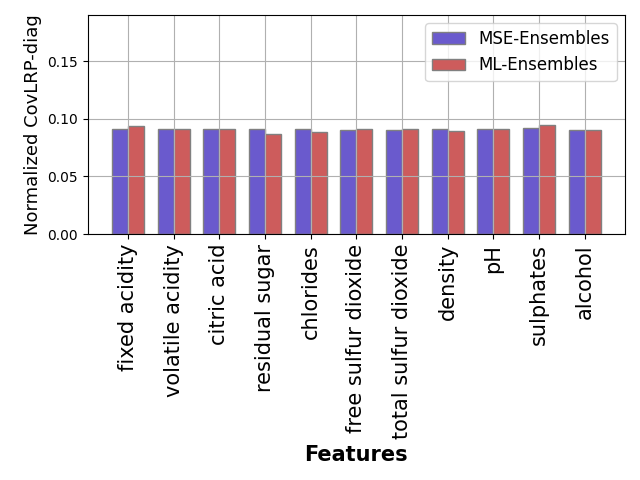 Normalized CovLRP-diag
0.15
0.10
0.05
0.00
MSE-Ensembles
ML-Ensembles
fixed acidity
volatile acidity
citric acid
residual sugar
chlorides
free sulfur dioxide
total sulfur dioxide
density
pH
sulphates
alcohol
Features